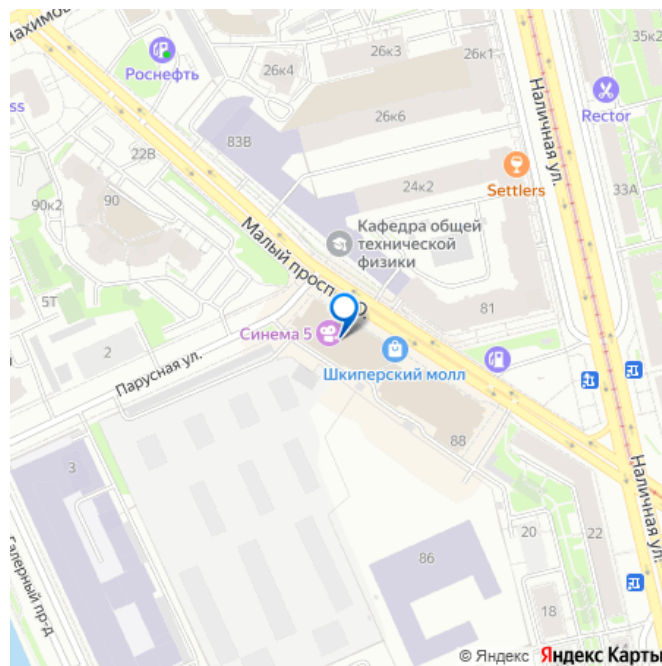 Нахимов
Роснефть
26к4
26к3
26к1
35к2
26к6
83В
22В
Rector
Наличная ул.
ss
90к2
90
24к2
Settlers
33А
Кафедра общей
технической
физики
Малый просп
5Т
2
Парусная ул.
Синема 5
81
Шкиперский молл
88
3
Галерный пр-д
20
22
Наличная ул.
86
18
© Яндекс Яндекс Карты